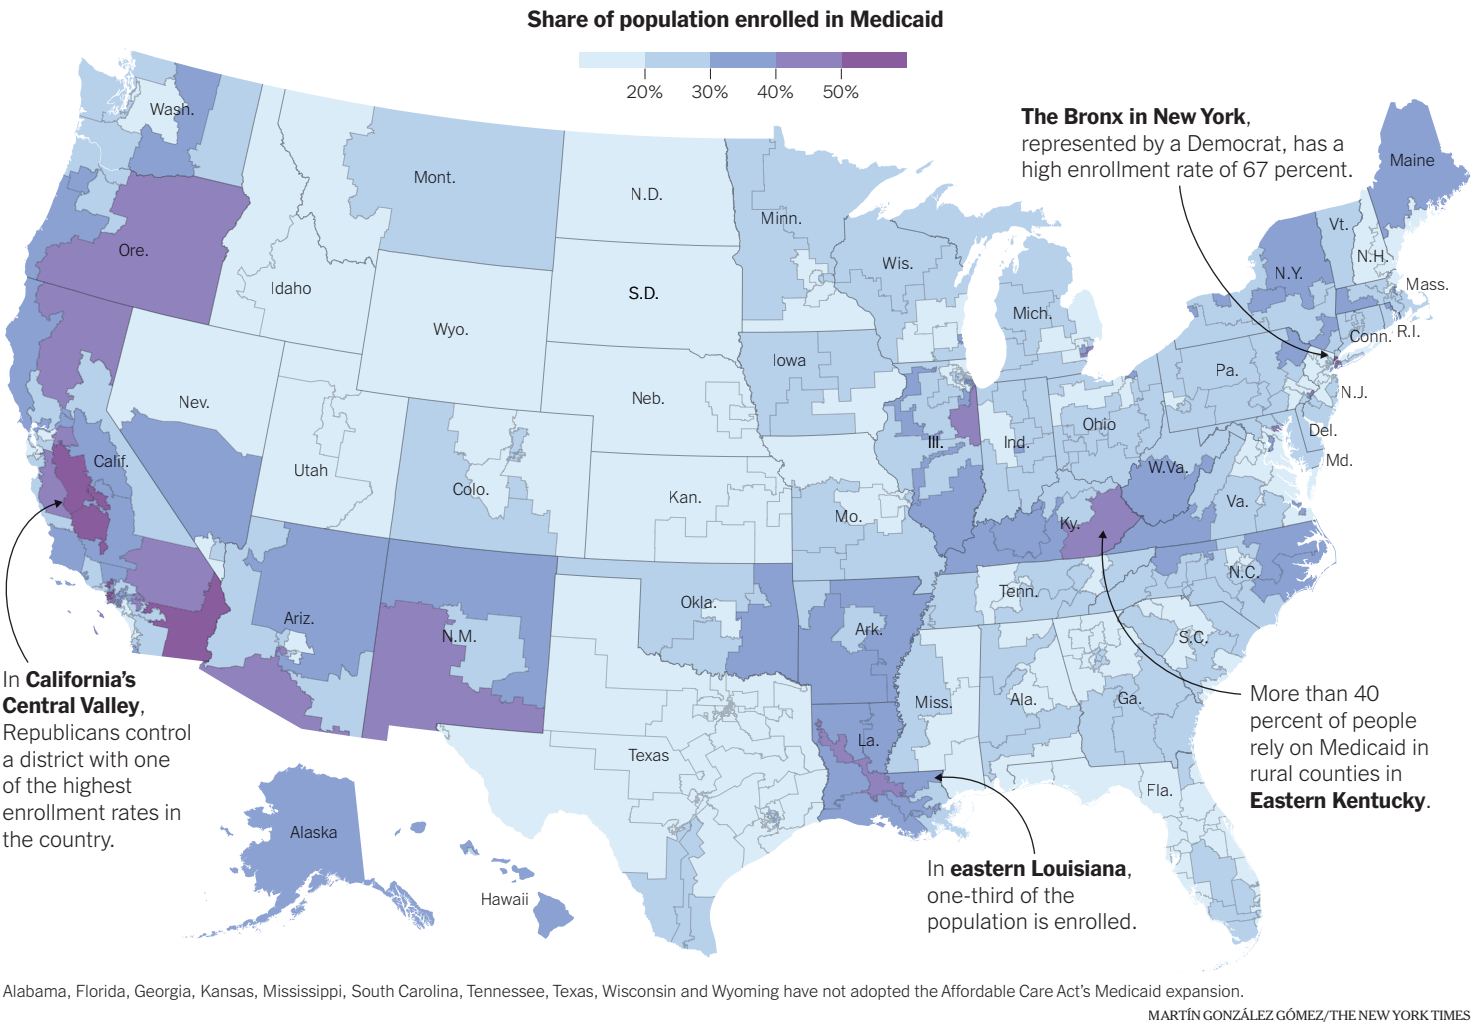 Share of population enrolled in Medicaid
20% 30% 40% 50%
The Bronx in New York,
represented by a Democrat, has a
high enrollment rate of 67 percent.
Wash.
Mont.
N.D.
Minn.
Maine
Vt.
N.H.
Ore.
Idaho
S.D.
Wis.
N.Y.
Mass.
Wyo.
Mich.
Conn.
R.I.
Iowa
Pa.
N.J.
Nev.
Neb.
Ohio
Del.
Md.
Calif.
Utah
Colo.
Kan.
Mo.
Ill.
Ind.
W.Va.
Va.
Ky.
N.C.
Tenn.
Ariz.
N.M.
Okla.
Ark.
S.C.
Miss.
Ala.
Ga.
Texas
La.
Fla.
In California’s
Central Valley,
Republicans control
a district with one
of the highest
enrollment rates in
the country.
More than 40
percent of people
rely on Medicaid in
rural counties in
Eastern Kentucky.
Alaska
Hawaii
In eastern Louisiana,
one-third of the
population is enrolled.
Alabama, Florida, Georgia, Kansas, Mississippi, South Carolina, Tennessee, Texas, Wisconsin and Wyoming have not adopted the Affordable Care Act’s Medicaid expansion.
MARTÍN GONZÁLEZ GÓMEZ/THE NEW YORK TIMES